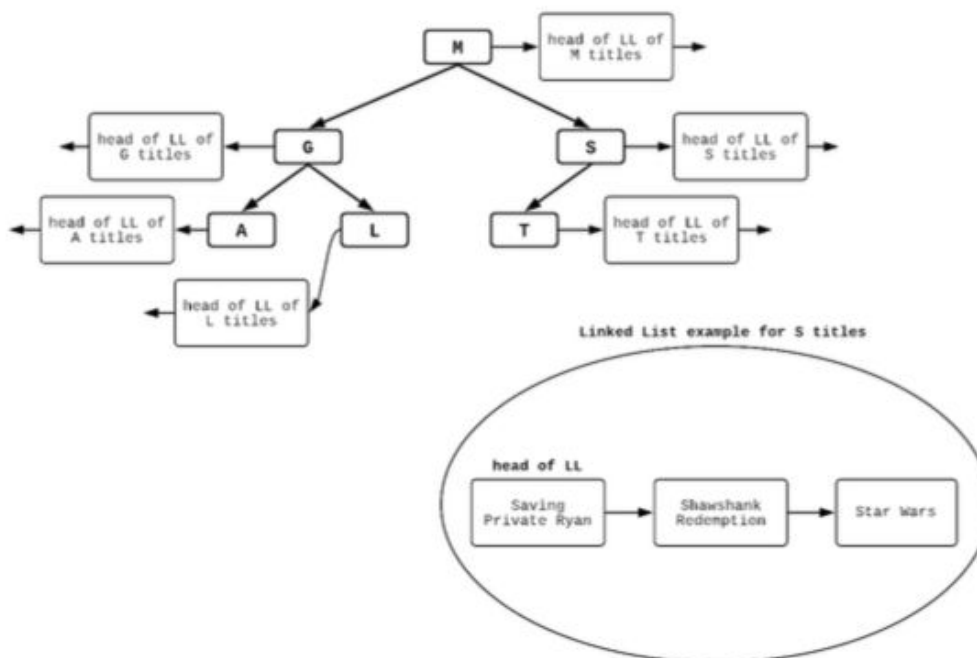 M
head of LL of
M titles
head of LL of
G titles
G
S
head of LL of
S titles
head of LL of
A titles
A
L
T
head of LL of
T titles
head of LL of
L titles
Linked List example for S titles
head of LL
Saving
Private Ryan
Shawshank
Redemption
Star Wars